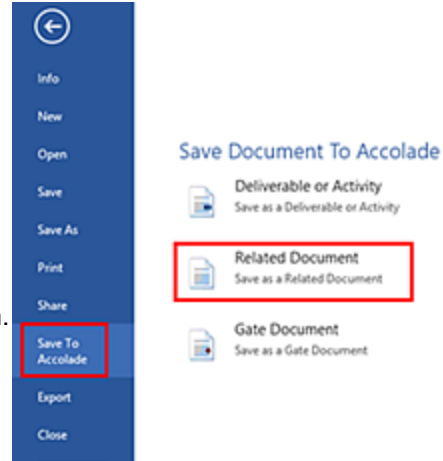 Info
New
Open
Save
Save As
Print
Share
Save To
Accolade
Export
Close
Save Document To Accolade
Deliverable or Activity
Save as a Deliverable or Activity
Related Document
Save as a Related Document
Gate Document
Save as a Gate Document